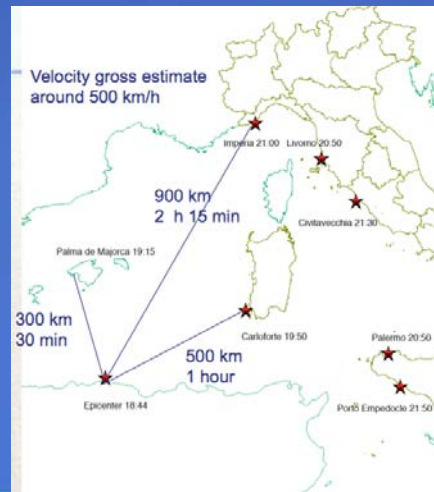 Velocity gross estimate
around 500 km/h
Imperia 21:00
Livorno 20:50
900 km
2 h 15 min
Civitavecchia 21:30
Palma de Majorca 19:15
300 km
30 min
Carloforte 19:50
500 km
1 hour
Palermo 20:50
Epicenter 18:44
Porto Empedocle 21:50